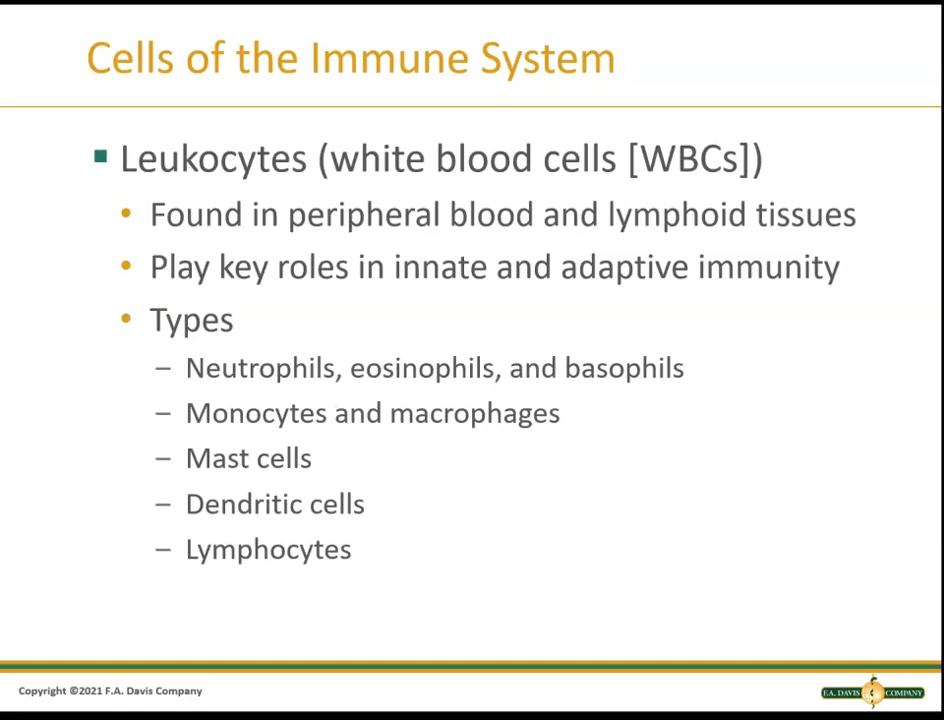 Cells of the Immune System
▪ Leukocytes (white blood cells [WBCs])
• Found in peripheral blood and lymphoid tissues
• Play key roles in innate and adaptive immunity
• Types
– Neutrophils, eosinophils, and basophils
– Monocytes and macrophages
– Mast cells
– Dendritic cells
– Lymphocytes
Copyright ©2021 F.A. Davis Company
F.A. DAVIS COMPANY